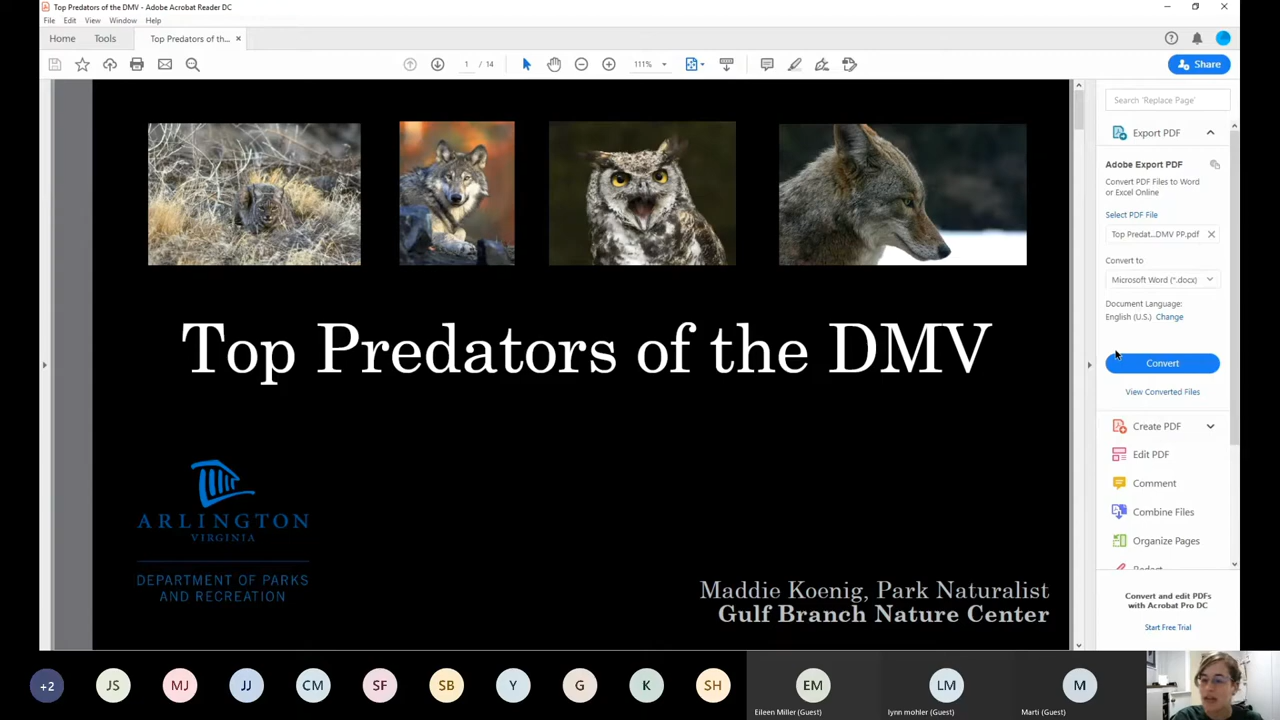 Top Predators of the DMV - Adobe Acrobat Reader DC
File Edit View Window Help
Home Tools Top Predators of th... ×
/ 14 111% Share
Search 'Replace Page'
Export PDF
Adobe Export PDF
Convert PDF Files to Word
or Excel Online
Select PDF File
Top Predat...DMV PP.pdf
Convert to
Microsoft Word (*.docx)
Document Language:
English (U.S.) Change
Convert
View Converted Files
Create PDF
Edit PDF
Comment
Combine Files
Organize Pages
Redact
Convert and edit PDFs
with Acrobat Pro DC
Start Free Trial
Top Predators of the DMV
ARLINGTON
VIRGINIA
DEPARTMENT OF PARKS
AND RECREATION
Maddie Koenig, Park Naturalist
Gulf Branch Nature Center
+2 JS MJ JJ CM SF SB Y G K SH EM LM M
Eileen Miller (Guest) lynn mohler (Guest) Marti (Guest)